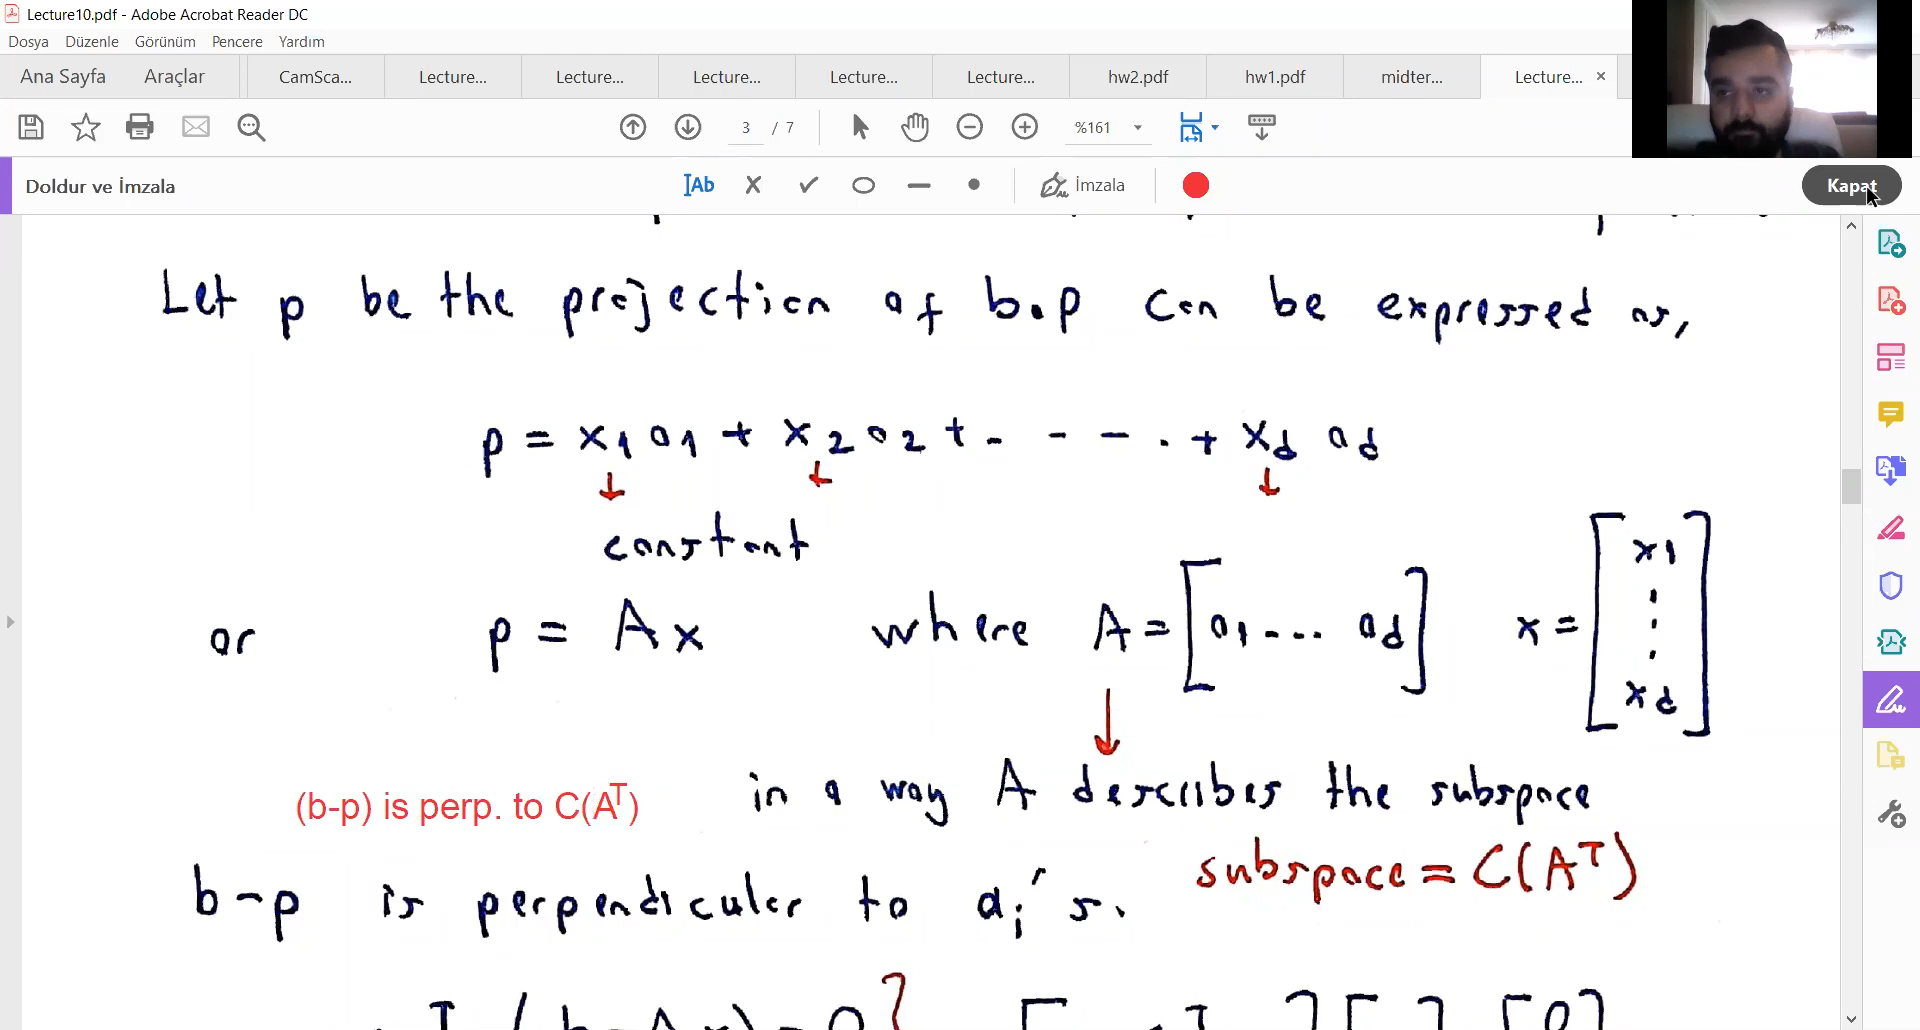 Lecture10.pdf - Adobe Acrobat Reader DC
Dosya Düzenle Görünüm Pencere Yardım
Ana Sayfa Araçlar CamSca... Lecture... Lecture... Lecture... Lecture... Lecture... hw2.pdf hw1.pdf midter... Lecture... ×
3 / 7 %161
Doldur ve İmzala IAb İmzala Kapat
Let p be the projection of b. p can be expressed as,
p = x1 a1 + x2 a2 + - - - . + xd ad
constant
or p = Ax where A = [a1 --- ad] x = [x1 ⋮ xd]
in a way A describes the subspace
(b-p) is perp. to C(A^T)
subspace = C(A^T)
b-p is perpendicular to ai's.